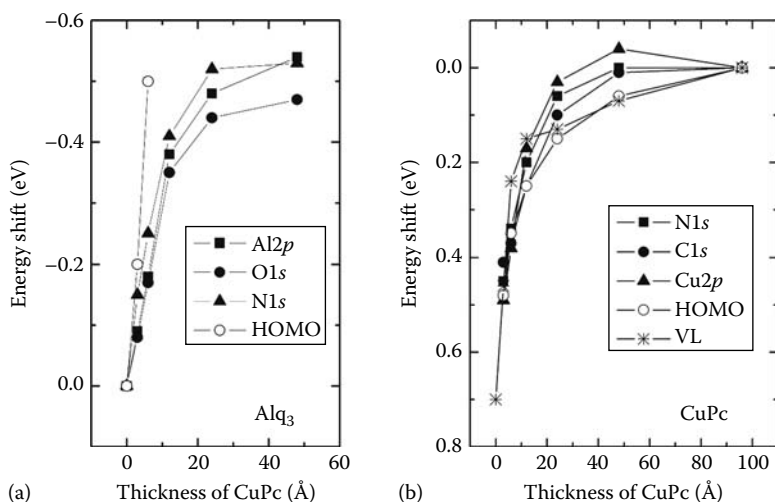 −0.6
−0.4
−0.2
0.0
Energy shift (eV)
Al2p
O1s
N1s
HOMO
Alq₃
0 20 40 60
(a) Thickness of CuPc (Å)
0.0
0.2
0.4
0.6
0.8
Energy shift (eV)
N1s
C1s
Cu2p
HOMO
VL
CuPc
0 20 40 60 80 100
(b) Thickness of CuPc (Å)